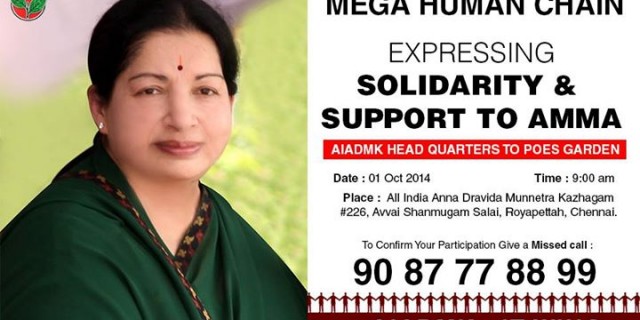 MEGA HUMAN CHAIN
EXPRESSING
SOLIDARITY &
SUPPORT TO AMMA
AIADMK HEAD QUARTERS TO POES GARDEN
Date : 01 Oct 2014 Time : 9:00 am
Place : All India Anna Dravida Munnetra Kazhagam
#226, Avvai Shanmugam Salai, Royapettah, Chennai.
To Confirm Your Participation Give a Missed call :
90 87 77 88 99